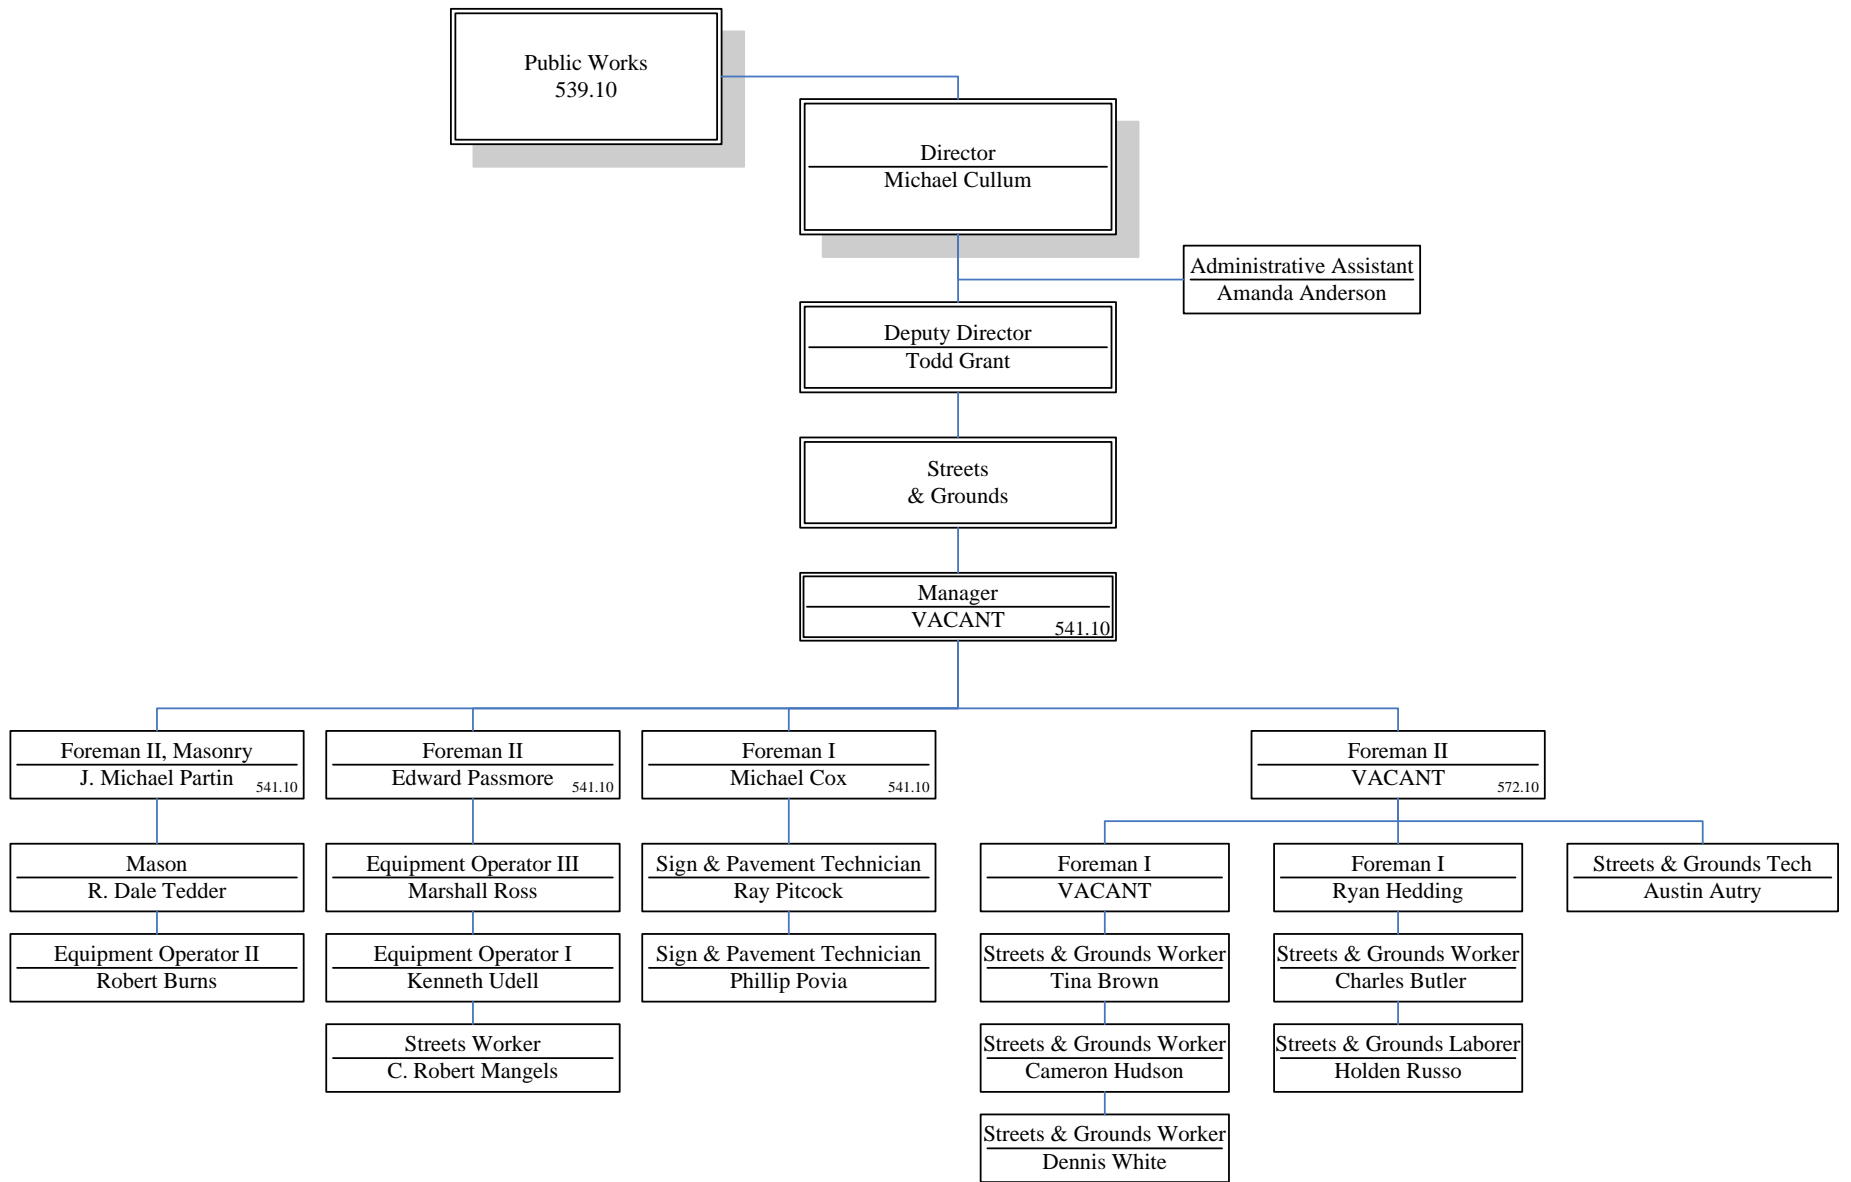 Public Works
539.10
Director
Michael Cullum
Administrative Assistant
Amanda Anderson
Deputy Director
Todd Grant
Streets
& Grounds
Manager
VACANT
541.10
Foreman II, Masonry
J. Michael Partin
541.10
Foreman II
Edward Passmore
541.10
Foreman I
Michael Cox
541.10
Foreman II
VACANT
572.10
Mason
R. Dale Tedder
Equipment Operator III
Marshall Ross
Sign & Pavement Technician
Ray Pitcock
Foreman I
VACANT
Foreman I
Ryan Hedding
Streets & Grounds Tech
Austin Autry
Equipment Operator II
Robert Burns
Equipment Operator I
Kenneth Udell
Sign & Pavement Technician
Phillip Povia
Streets & Grounds Worker
Tina Brown
Streets & Grounds Worker
Charles Butler
Streets Worker
C. Robert Mangels
Streets & Grounds Worker
Cameron Hudson
Streets & Grounds Laborer
Holden Russo
Streets & Grounds Worker
Dennis White